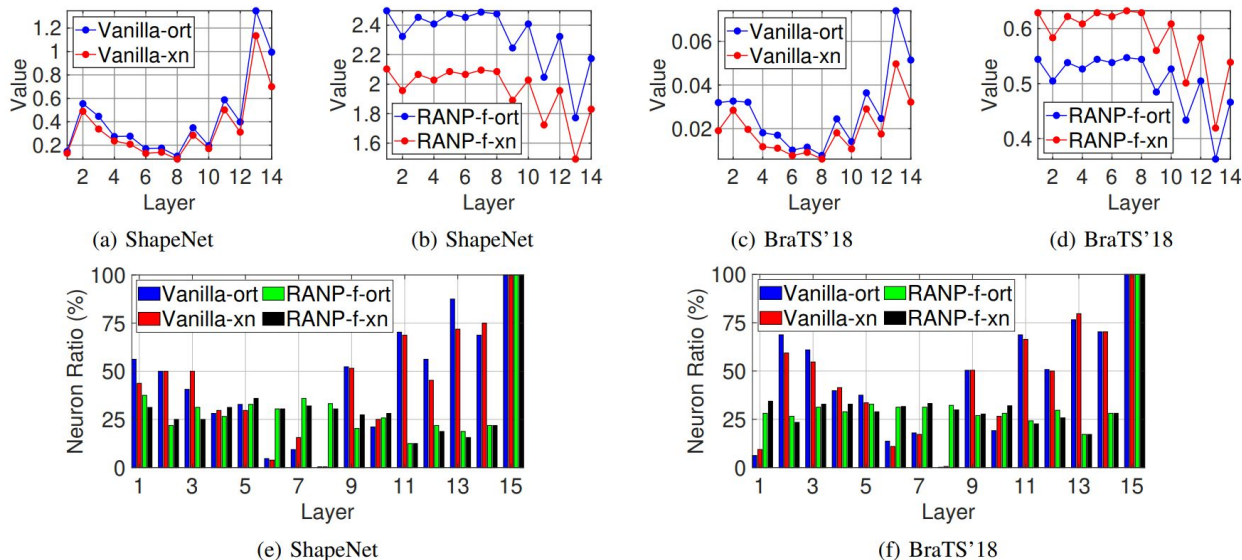 1.2
1
0.8
0.6
0.4
0.2
Value
Vanilla-ort
Vanilla-xn
2 4 6 8 10 12 14
Layer
(a) ShapeNet
2.4
2.2
2
1.8
1.6
Value
RANP-f-ort
RANP-f-xn
2 4 6 8 10 12 14
Layer
(b) ShapeNet
0.06
0.04
0.02
Value
Vanilla-ort
Vanilla-xn
2 4 6 8 10 12 14
Layer
(c) BraTS'18
0.6
0.5
0.4
Value
RANP-f-ort
RANP-f-xn
2 4 6 8 10 12 14
Layer
(d) BraTS'18
100
75
50
25
0
Neuron Ratio (%)
Vanilla-ort RANP-f-ort
Vanilla-xn RANP-f-xn
1 3 5 7 9 11 13 15
Layer
(e) ShapeNet
100
75
50
25
0
Neuron Ratio (%)
Vanilla-ort RANP-f-ort
Vanilla-xn RANP-f-xn
1 3 5 7 9 11 13 15
Layer
(f) BraTS'18